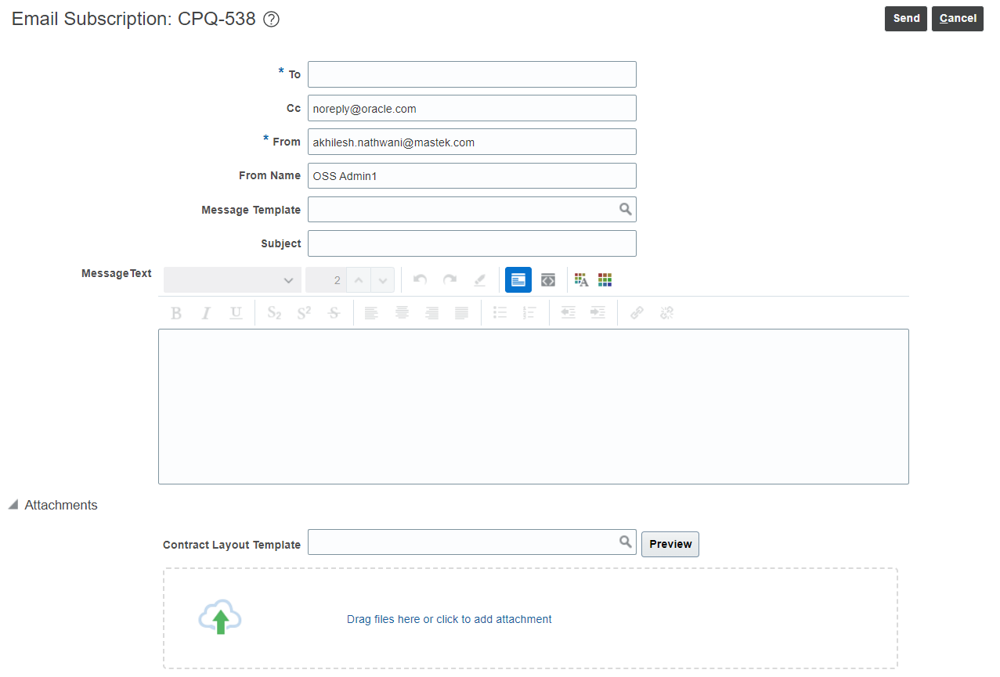 Email Subscription: CPQ-538 ?
Send
Cancel
* To
Cc noreply@oracle.com
* From akhilesh.nathwani@mastek.com
From Name OSS Admin1
Message Template
Subject
MessageText
2
A
B I U S2 S2 S
Attachments
Contract Layout Template
Preview
Drag files here or click to add attachment